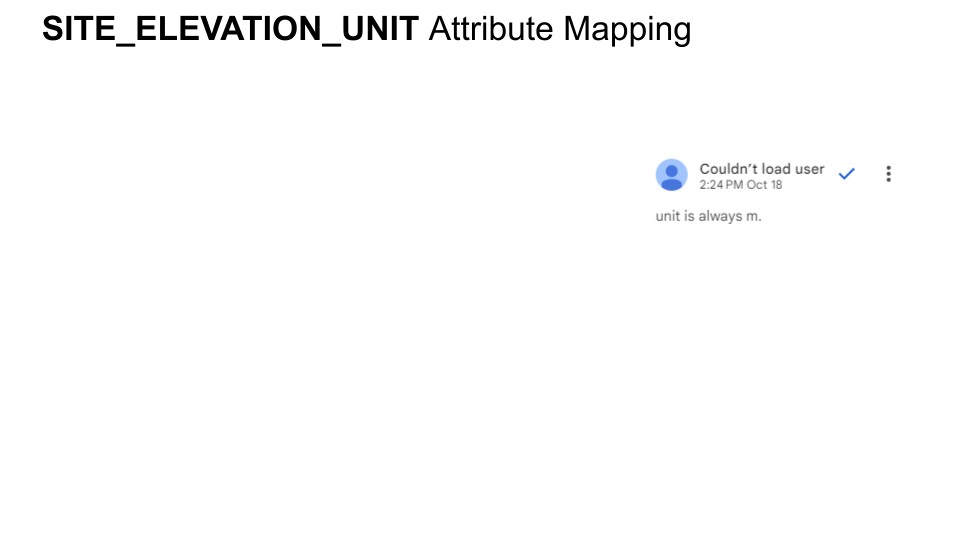 SITE_ELEVATION_UNIT Attribute Mapping
Couldn't load user
2:24 PM Oct 18
unit is always m.